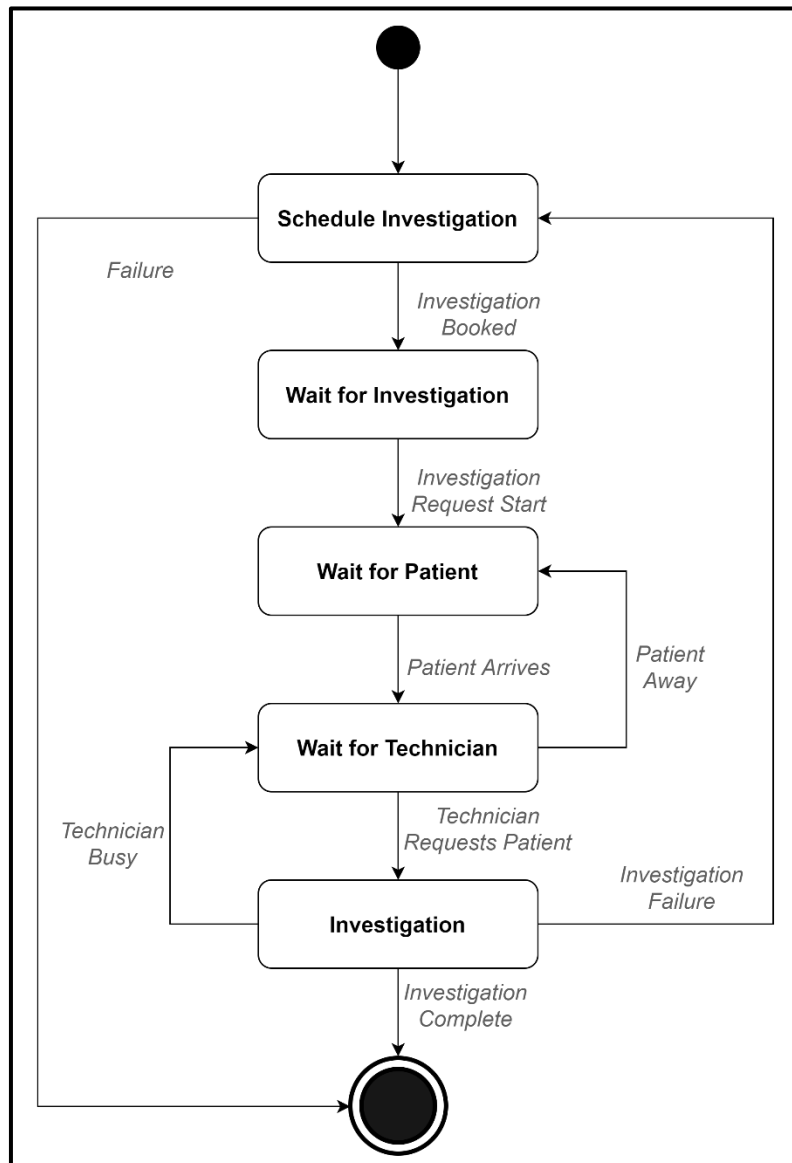 Schedule Investigation
Failure
Investigation
Booked
Wait for Investigation
Investigation
Request Start
Wait for Patient
Patient Arrives
Patient
Away
Wait for Technician
Technician
Busy
Technician
Requests Patient
Investigation
Failure
Investigation
Investigation
Complete